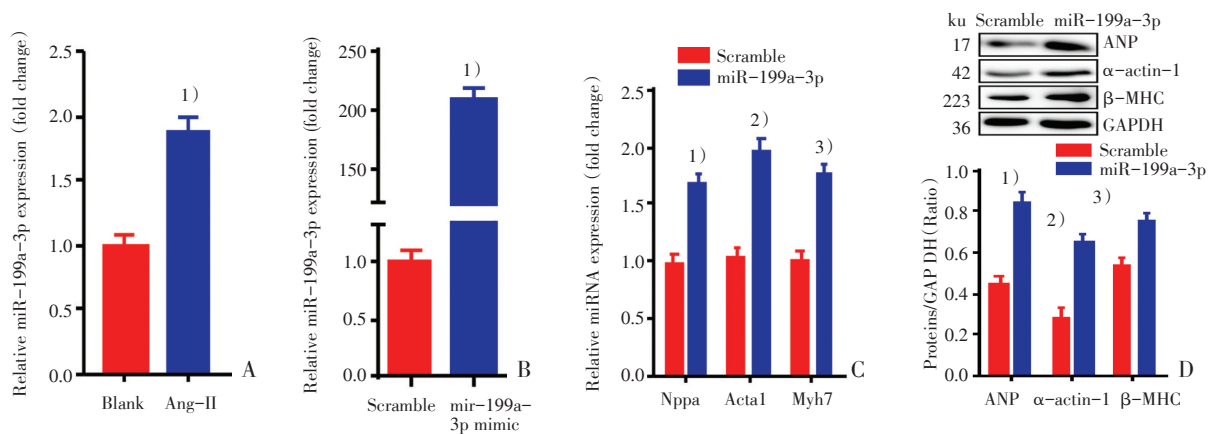 Relative miR-199a-3p expression (fold change)
2.5
2.0
1.5
1.0
0.5
0.0
1)
Blank Ang-II
A
Relative miR-199a-3p expression (fold change)
250
200
150
1.0
0.5
0.0
1)
Scramble mir-199a-
3p mimic
B
Scramble
miR-199a-3p
Relative miRNA expression (fold change)
2.5
2.0
1.5
1.0
0.5
0.0
1)
2)
3)
Nppa Acta1 Myh7
C
ku Scramble miR-199a-3p
17 ANP
42 α-actin-1
223 β-MHC
36 GAPDH
Scramble
miR-199a-3p
Proteins/GAP DH(Ratio)
1.0
0.8
0.6
0.4
0.2
0.0
1)
2)
3)
ANP α-actin-1 β-MHC
D